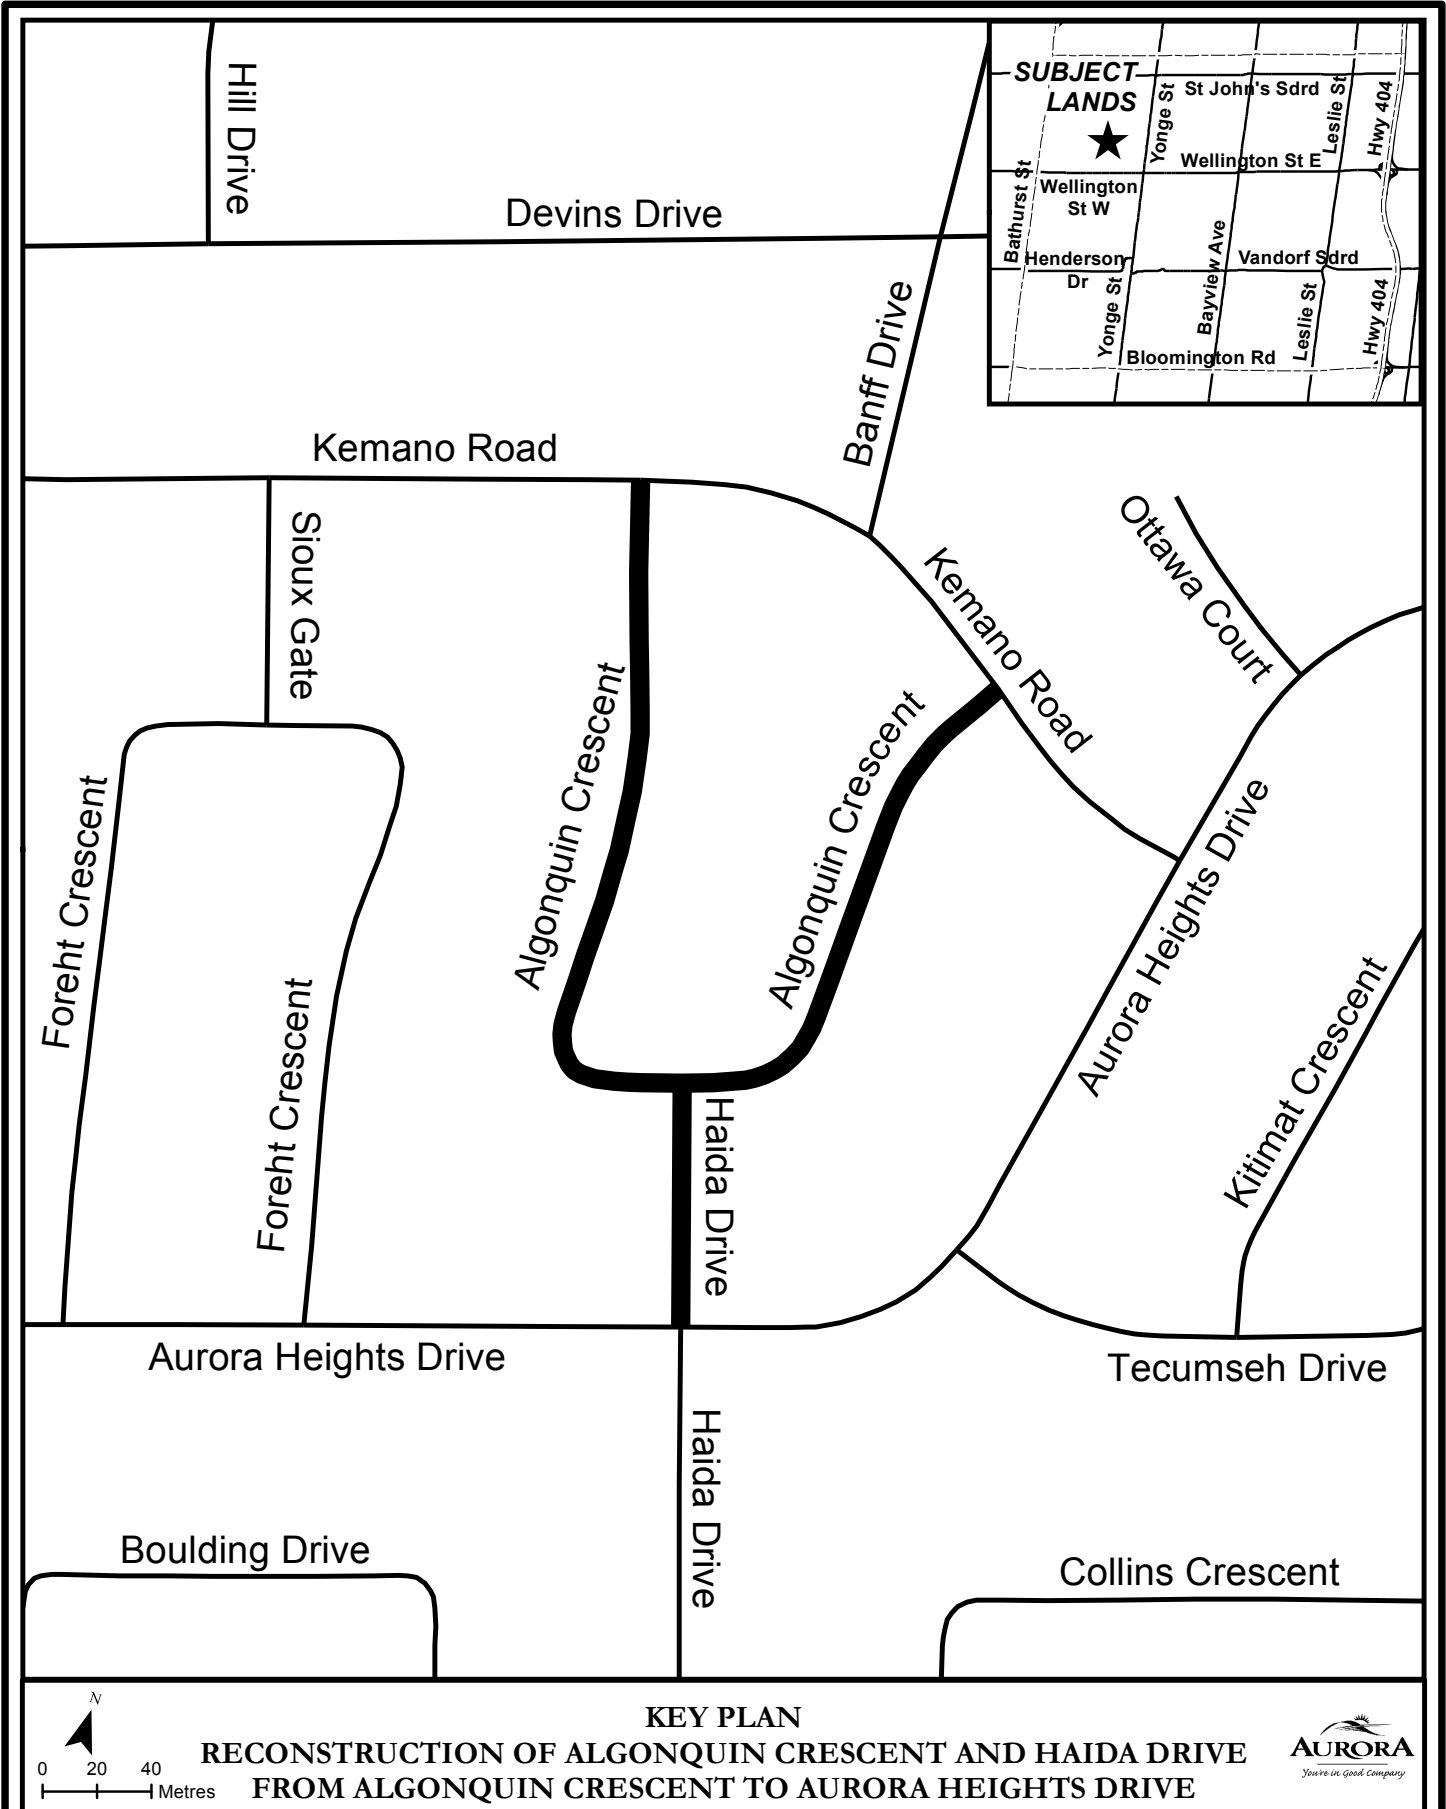 Hill Drive
Devins Drive
Banff Drive
SUBJECT
LANDS
St John's Sdrd
Yonge St
Leslie St
Hwy 404
Wellington St E
Wellington
St W
Bathurst St
Henderson
Dr
Vandorf Sdrd
Bayview Ave
Yonge St
Leslie St
Hwy 404
Bloomington Rd
Kemano Road
Sioux Gate
Ottawa Court
Kemano Road
Algonquin Crescent
Algonquin Crescent
Foreht Crescent
Foreht Crescent
Aurora Heights Drive
Kitimat Crescent
Haida Drive
Aurora Heights Drive
Tecumseh Drive
Haida Drive
Boulding Drive
Collins Crescent
N
0 20 40
Metres
KEY PLAN
RECONSTRUCTION OF ALGONQUIN CRESCENT AND HAIDA DRIVE
FROM ALGONQUIN CRESCENT TO AURORA HEIGHTS DRIVE
AURORA
You're in Good Company